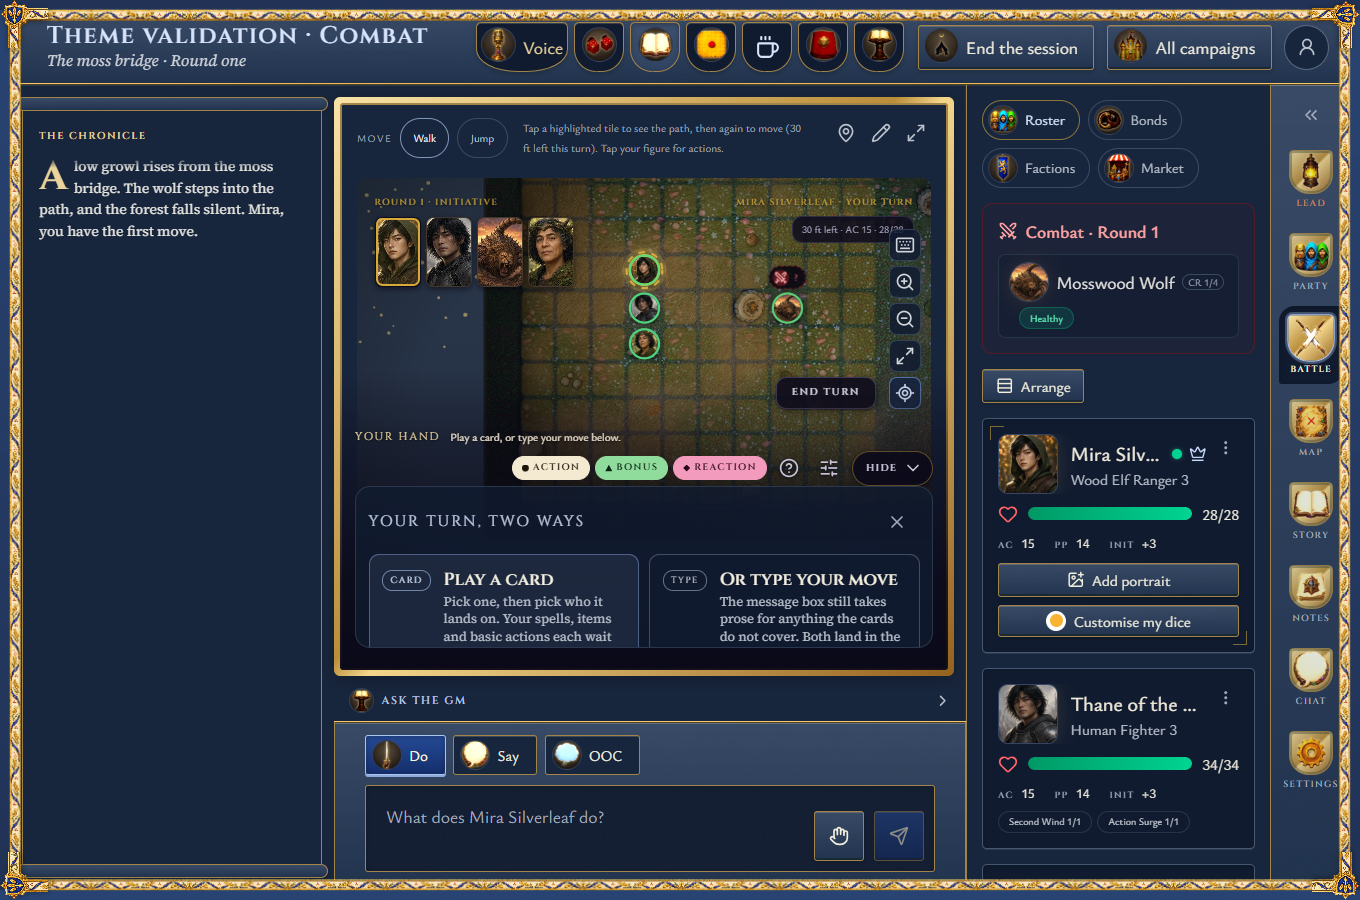 Theme validation · Combat
The moss bridge · Round one
Voice
End the session
All campaigns
THE CHRONICLE
A low growl rises from the moss
bridge. The wolf steps into the
path, and the forest falls silent. Mira,
you have the first move.
MOVE
Walk
Jump
Tap a highlighted tile to see the path, then again to move (30
ft left this turn). Tap your figure for actions.
ROUND 1 · INITIATIVE
MIRA SILVERLEAF · YOUR TURN
30 ft left · AC 15 · 28/28
END TURN
YOUR HAND
Play a card, or type your move below.
ACTION
BONUS
REACTION
HIDE
YOUR TURN, TWO WAYS
CARD
PLAY A CARD
Pick one, then pick who it
lands on. Your spells, items
and basic actions each wait
TYPE
OR TYPE YOUR MOVE
The message box still takes
prose for anything the cards
do not cover. Both land in the
ASK THE GM
Do
Say
OOC
What does Mira Silverleaf do?
Roster
Bonds
Factions
Market
Combat · Round 1
Mosswood Wolf
CR 1/4
Healthy
Arrange
Mira Silv...
Wood Elf Ranger 3
28/28
AC 15 PP 14 INIT +3
Add portrait
Customise my dice
Thane of the ...
Human Fighter 3
34/34
AC 15 PP 14 INIT +3
Second Wind 1/1
Action Surge 1/1
LEAD
PARTY
BATTLE
MAP
STORY
NOTES
CHAT
SETTINGS